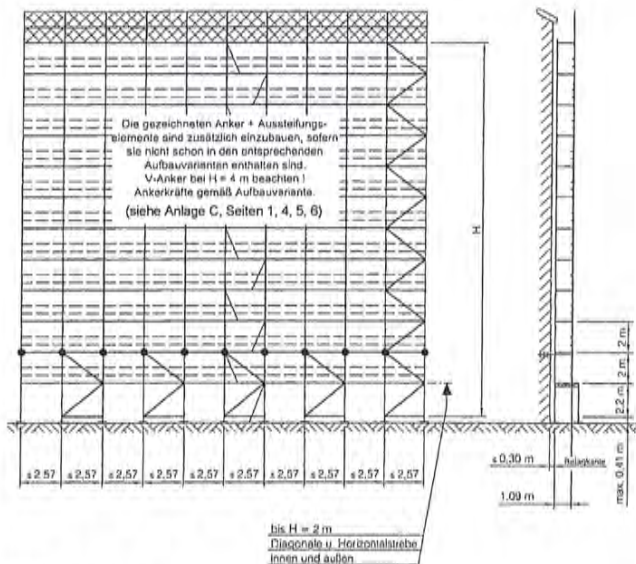 Die gezeichneten Anker + Aussteifungs-
elemente sind zusätzlich einzubauen, sofern
sie nicht schon in den entsprechenden
Aufbauvarianten enthalten sind.
V-Anker bei H = 4 m beachten !
Ankerkräfte gemäß Aufbauvariante.
(siehe Anlage C, Seiten 1, 4, 5, 6)
H
2 m
2 m
2.2 m
max. 0,41 m
≤ 0,30 m
Belagkante
1.09 m
≤ 2,57 ≤ 2,57 ≤ 2,57 ≤ 2,57 ≤ 2,57 ≤ 2,57 ≤ 2,57 ≤ 2,57 ≤ 2,57 ≤ 2,57
bis H = 2 m
Diagonale u. Horizontalstrebe
innen und außen